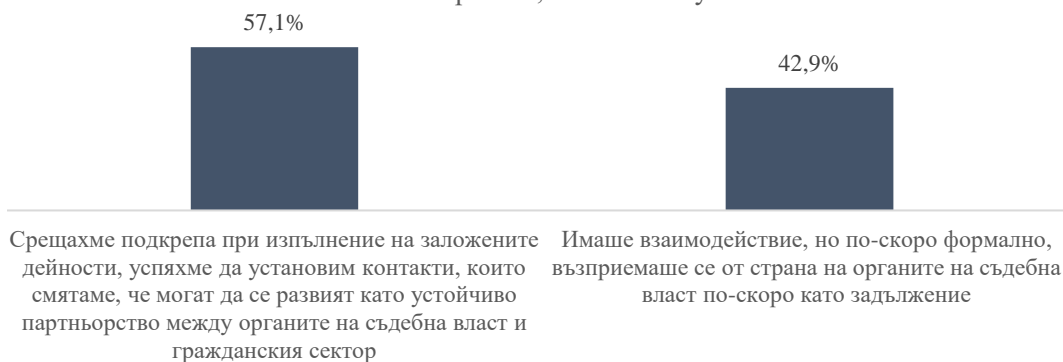 57,1%
42,9%
Срещахме подкрепа при изпълнение на заложените
дейности, успяхме да установим контакти, които
смятаме, че могат да се развият като устойчиво
партньорство между органите на съдебна власт и
гражданския сектор
Имаше взаимодействие, но по-скоро формално,
възприемаше се от страна на органите на съдебна
власт по-скоро като задължение